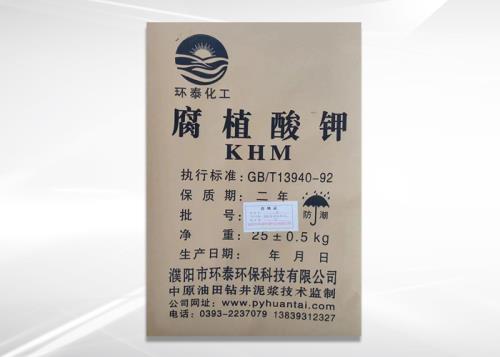 环泰化工
腐植酸钾
KHM
执行标准:GB/T13940-92
保质期:二年
防潮
批号:
净重:25±0.5kg
生产日期: 年 月 日
濮阳市环泰环保科技有限公司
中原油田钻井泥浆技术监制
公司网址:www.pyhuantai.com
电话:0393-2237079 13839312327